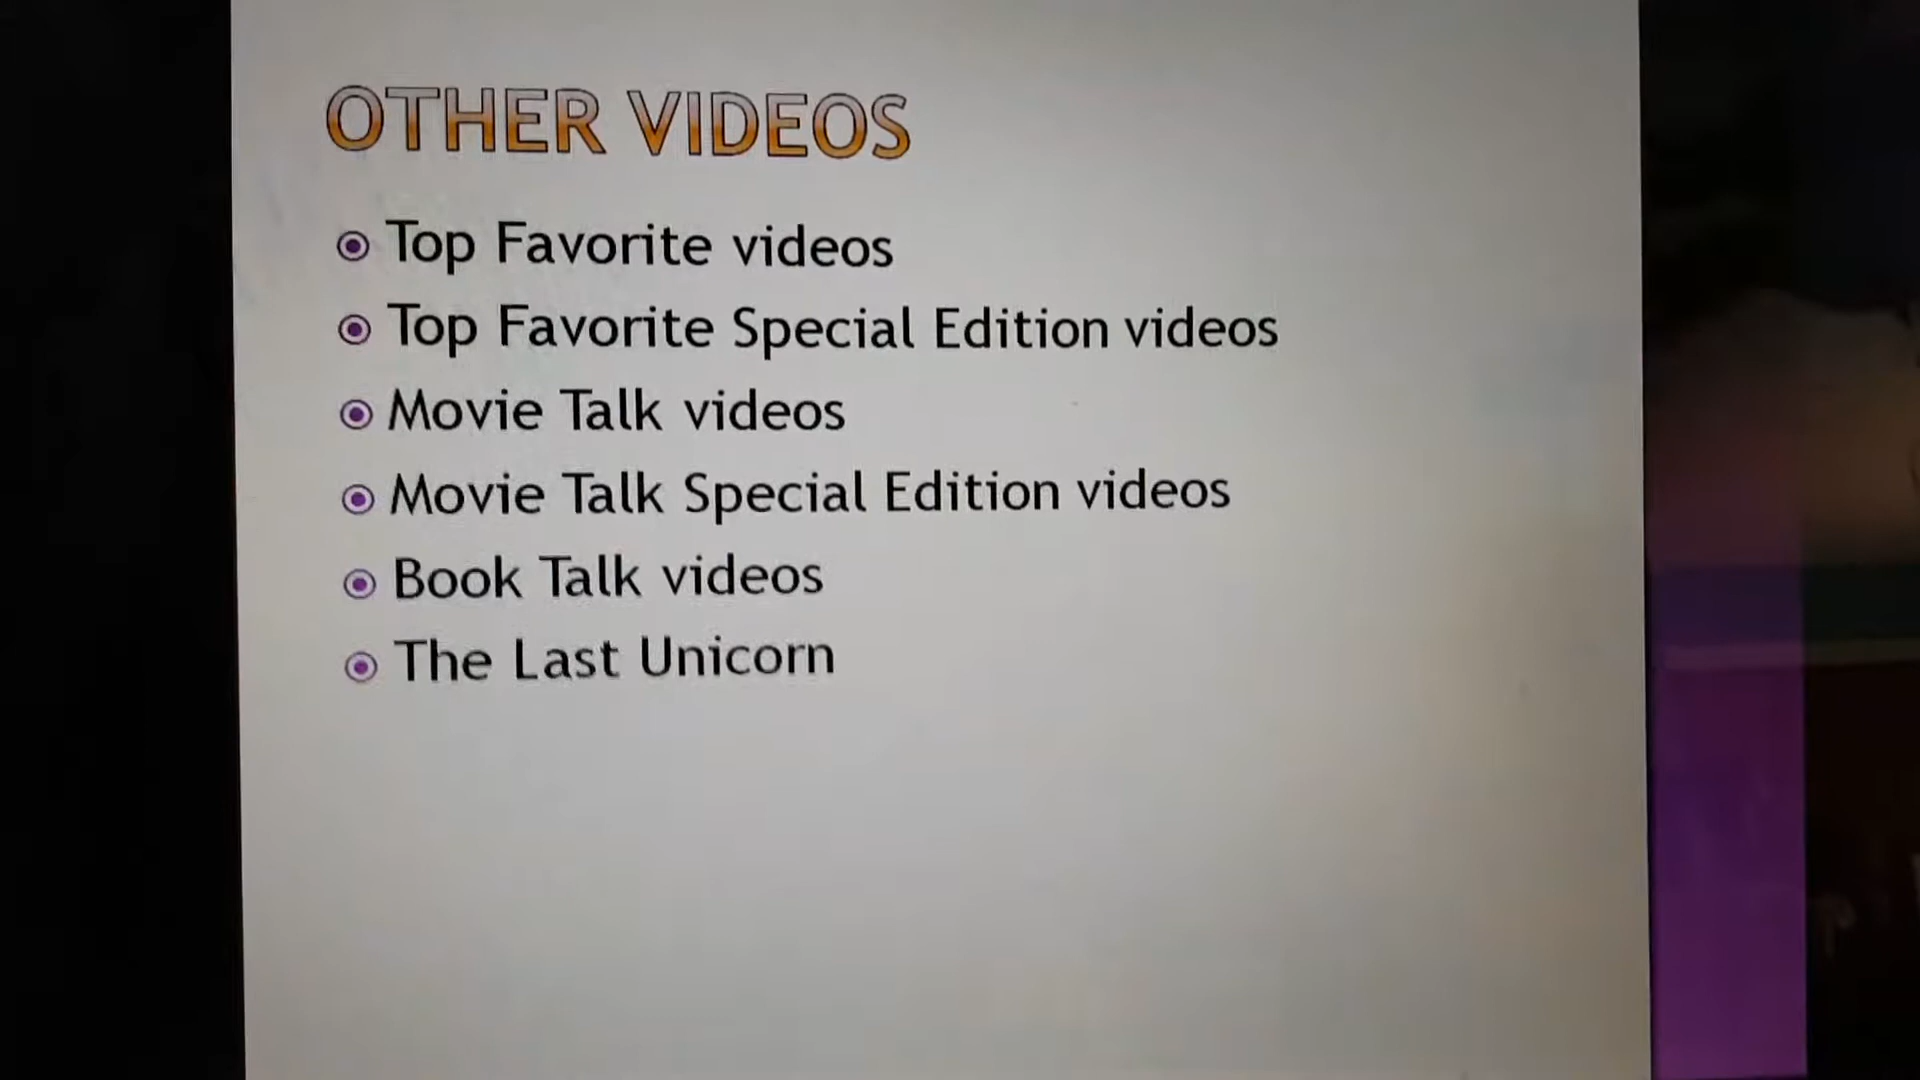 OTHER VIDEOS
Top Favorite videos
Top Favorite Special Edition videos
Movie Talk videos
Movie Talk Special Edition videos
Book Talk videos
The Last Unicorn